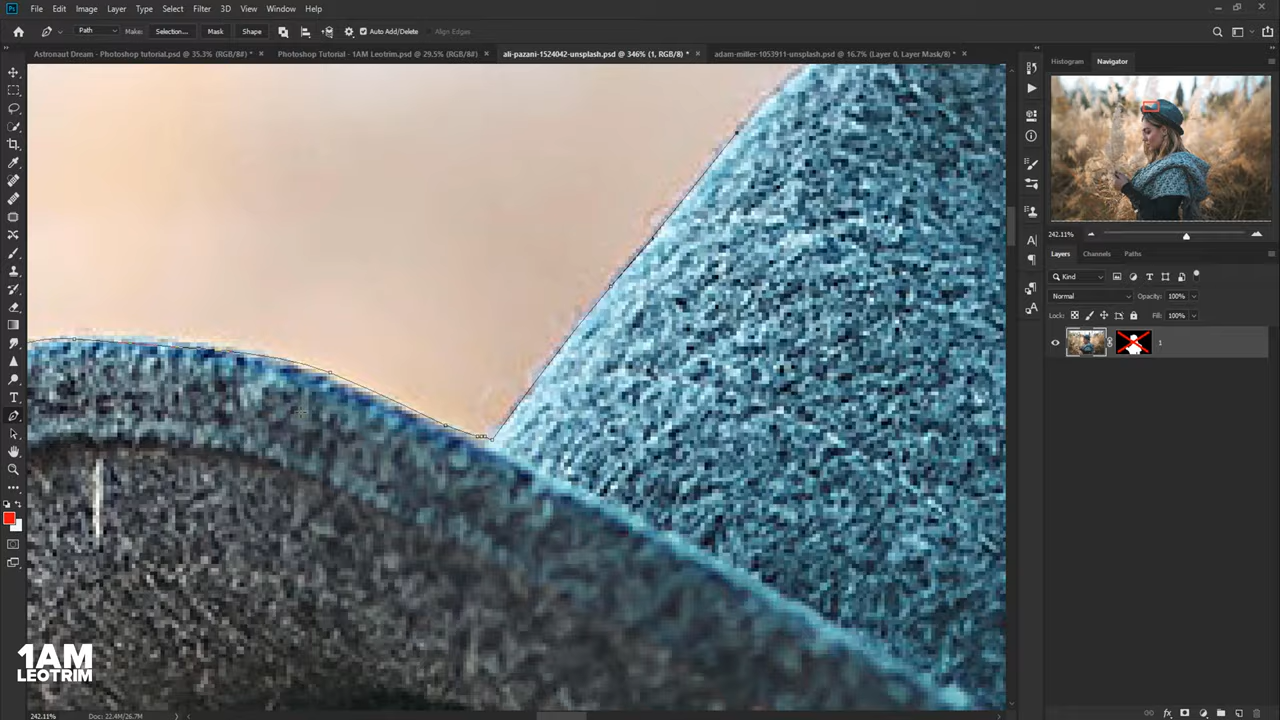 Ps File Edit Image Layer Type Select Filter 3D View Window Help
Path Make: Selection... Mask Shape Auto Add/Delete Align Edges
Astronaut Dream - Photoshop tutorial.psd @ 35.3% (RGB/8#) * × Photoshop Tutorial - 1AM Leotrim.psd @ 29.5% (RGB/8#) × ali-pazani-1524042-unsplash.psd @ 346% (1, RGB/8) * × adam-miller-1053911-unsplash.psd @ 16.7% (Layer 0, Layer Mask/8) * ×
Histogram Navigator
242.11%
Layers Channels Paths
Kind
Normal Opacity: 100%
Lock: Fill: 100%
1
1AM
LEOTRIM
242.11% Doc: 22.4M/26.7M